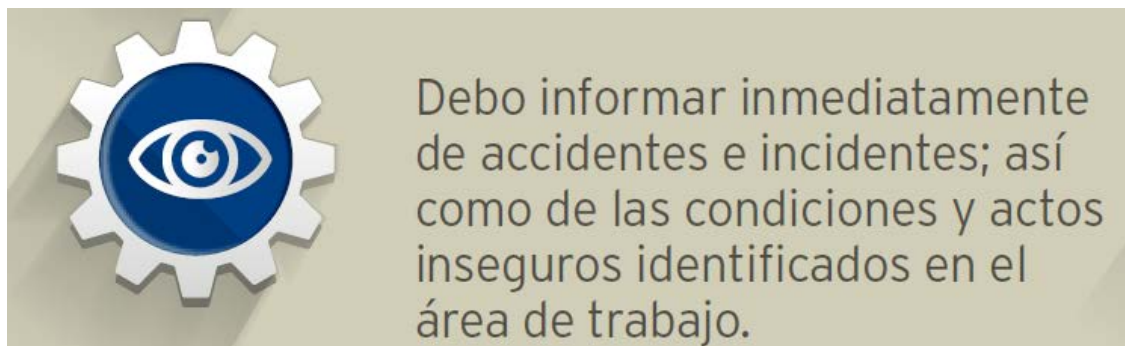 Debo informar inmediatamente
de accidentes e incidentes; así
como de las condiciones y actos
inseguros identificados en el
área de trabajo.